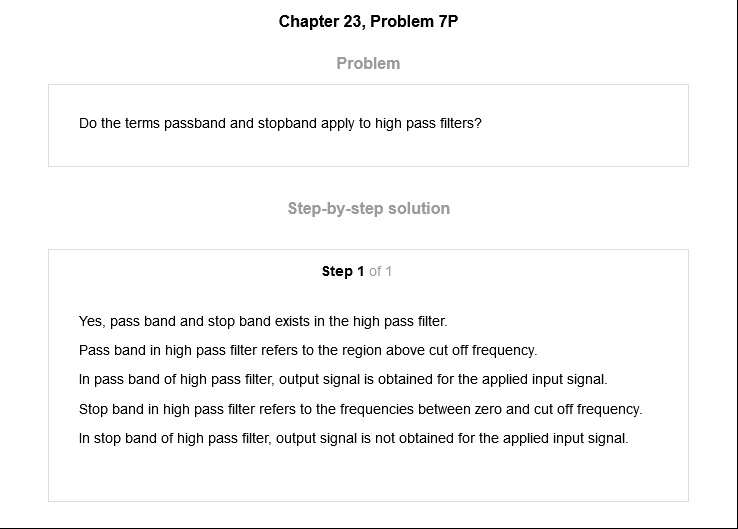 Chapter 23, Problem 7P
Problem
Do the terms passband and stopband apply to high pass filters?
Step-by-step solution
Step 1 of 1
Yes, pass band and stop band exists in the high pass filter.
Pass band in high pass filter refers to the region above cut off frequency.
In pass band of high pass filter, output signal is obtained for the applied input signal.
Stop band in high pass filter refers to the frequencies between zero and cut off frequency.
In stop band of high pass filter, output signal is not obtained for the applied input signal.